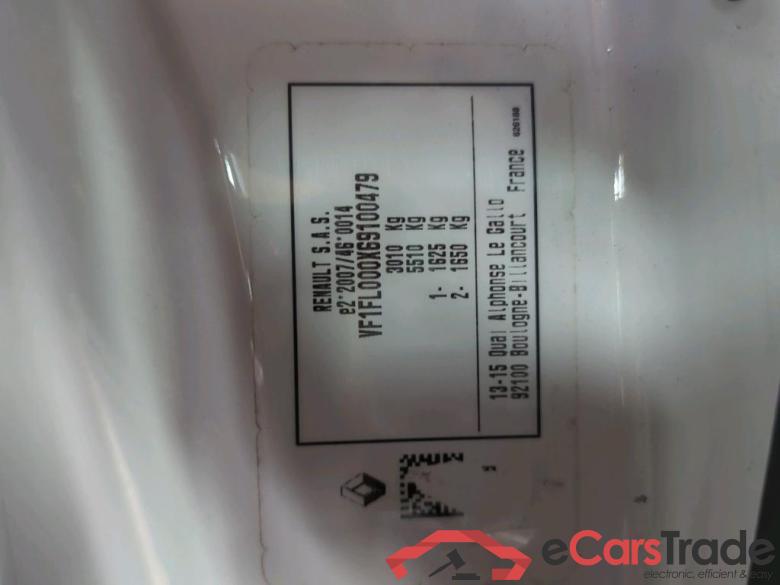 RENAULT S.A.S.
e2*2007/46*0014
VF1FL000X69100479
3010 Kg
5510 Kg
1- 1625 Kg
2- 1650 Kg
13-15 Quai Alphonse Le Gallo
92100 Boulogne-Billancourt France
626188
eCarsTrade
electronic, efficient & easy